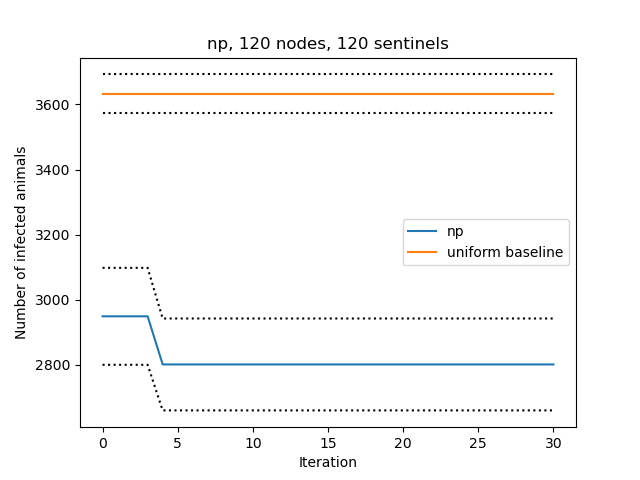 np, 120 nodes, 120 sentinels
Number of infected animals
3600
3400
3200
3000
2800
np
uniform baseline
0 5 10 15 20 25 30
Iteration